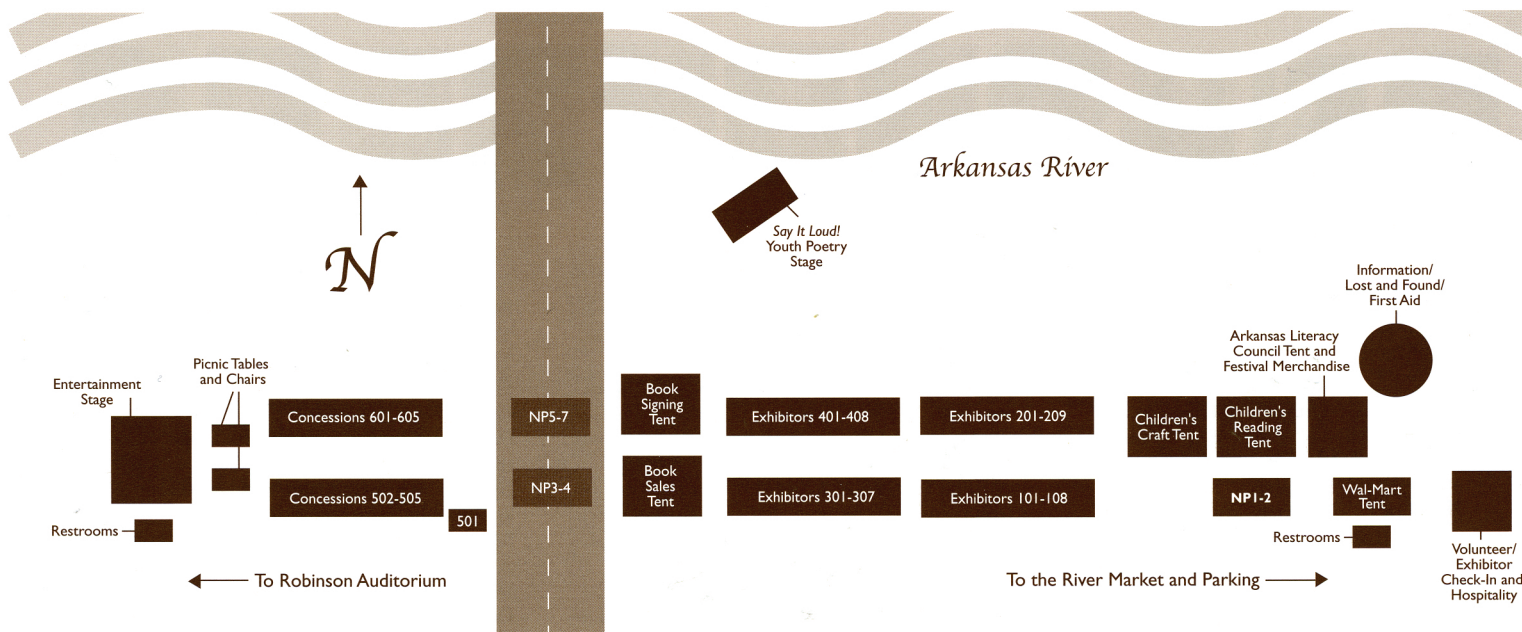 Arkansas River
Say It Loud!
Youth Poetry
Stage
N
Information/
Lost and Found/
First Aid
Arkansas Literacy
Council Tent and
Festival Merchandise
Picnic Tables
and Chairs
Entertainment
Stage
Concessions 601-605
NP5-7
Book
Signing
Tent
Exhibitors 401-408
Exhibitors 201-209
Children's
Craft Tent
Children's
Reading
Tent
Concessions 502-505
501
NP3-4
Book
Sales
Tent
Exhibitors 301-307
Exhibitors 101-108
NP1-2
Wal-Mart
Tent
Restrooms
Restrooms
Volunteer/
Exhibitor
Check-In and
Hospitality
To Robinson Auditorium
To the River Market and Parking